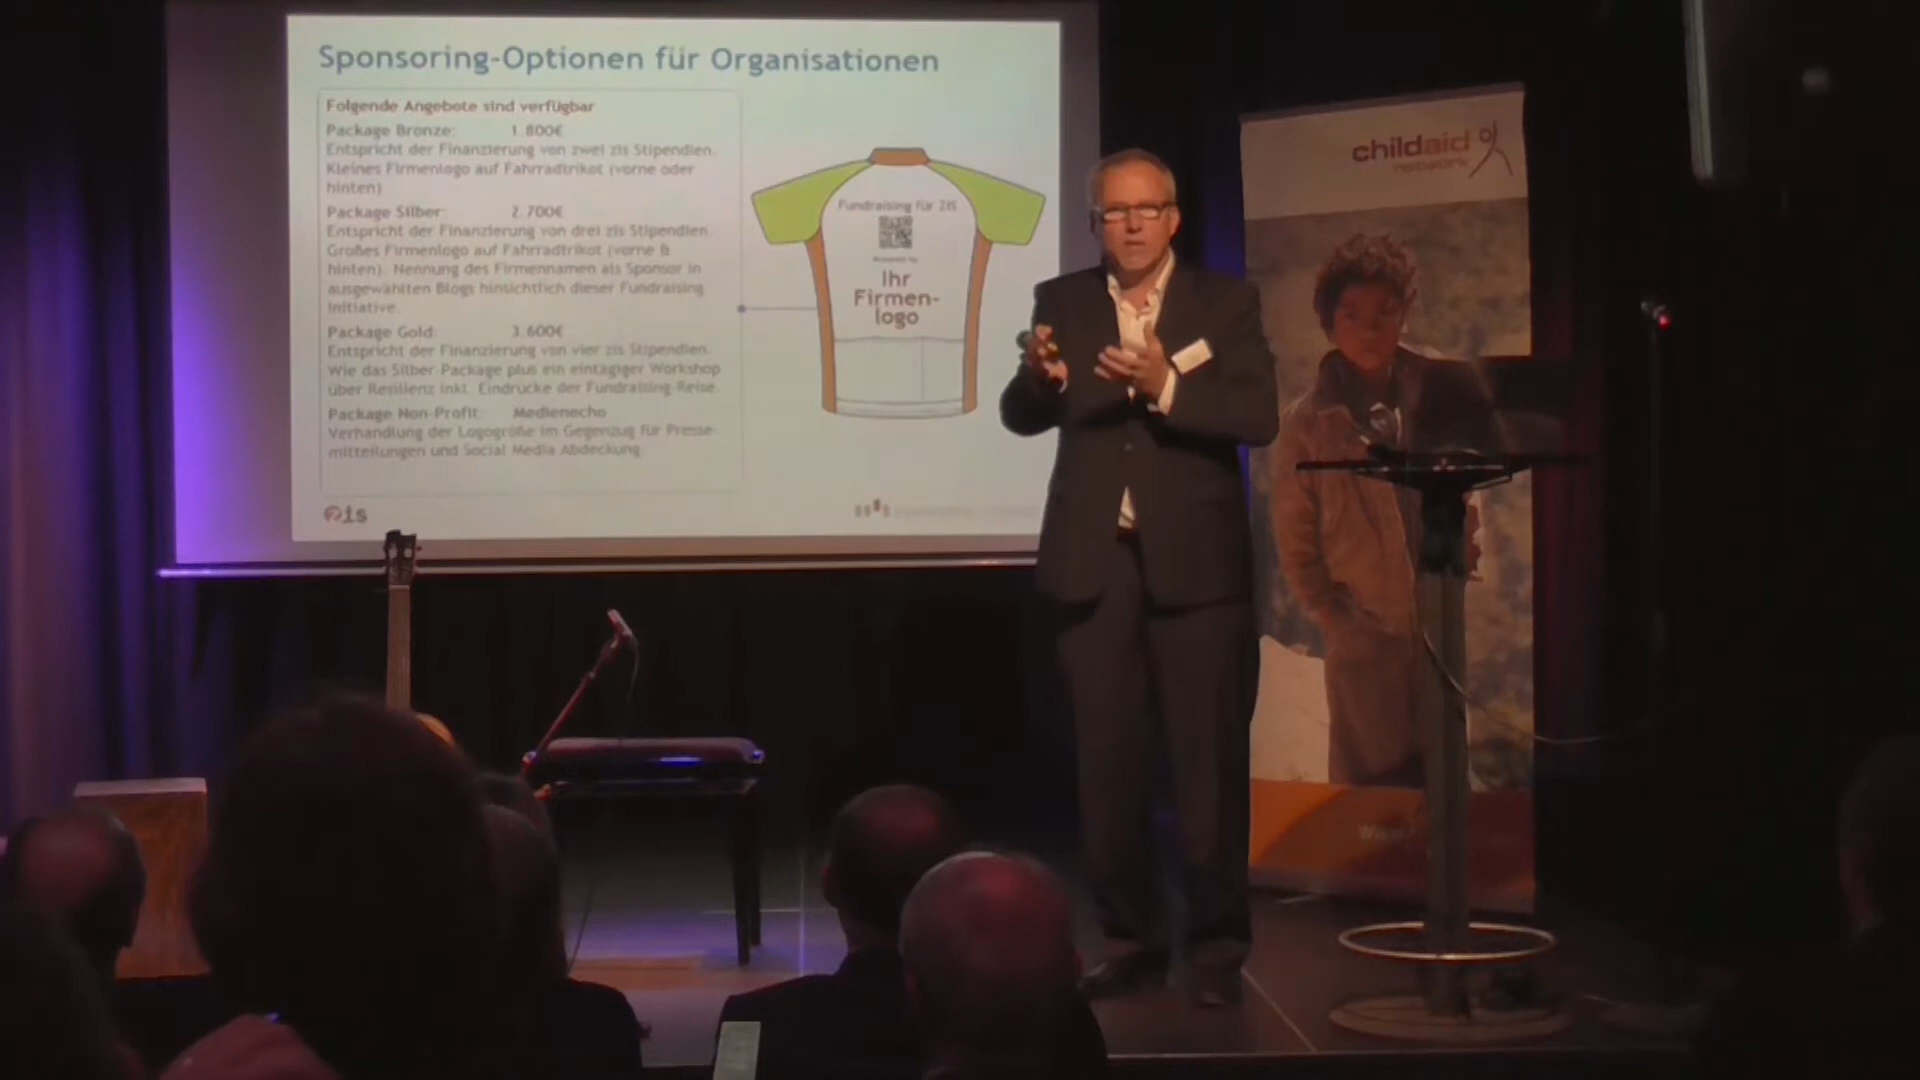 Sponsoring-Optionen für Organisationen
Folgende Angebote sind verfügbar
Package Bronze: 1.800€
Entspricht der Finanzierung von zwei zis Stipendien.
Kleines Firmenlogo auf Fahrradtrikot (vorne oder
hinten)
Package Silber: 2.700€
Entspricht der Finanzierung von drei zis Stipendien.
Großes Firmenlogo auf Fahrradtrikot (vorne &
hinten). Nennung des Firmennamen als Sponsor in
ausgewählten Blogs hinsichtlich dieser Fundraising
Initiative.
Package Gold: 3.600€
Entspricht der Finanzierung von vier zis Stipendien.
Wie das Silber-Package plus ein eintägiger Workshop
über Resilienz inkl. Eindrücke der Fundraising-Reise.
Package Non-Profit: Medienecho
Verhandlung der Logogröße im Gegenzug für Presse-
mitteilungen und Social Media Abdeckung
Fundraising für ZIS
Ihr
Firmen-
logo
zis
childaid
network